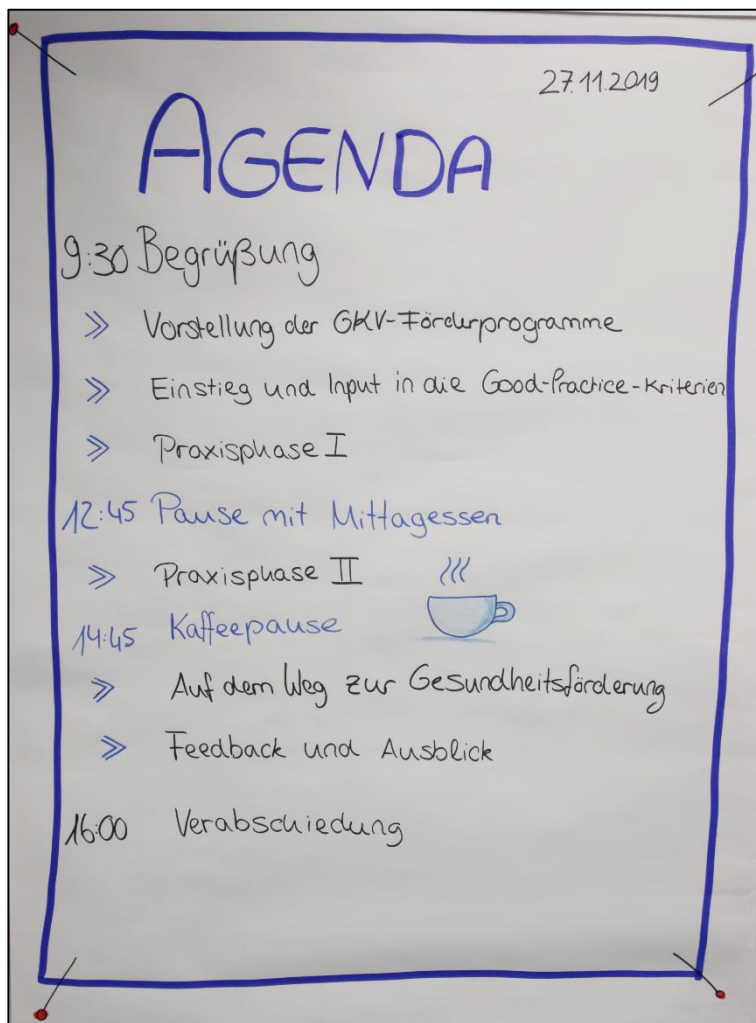 27.11.2019
AGENDA
9:30 Begrüßung
» Vorstellung der GKV-Förderprogramme
» Einstieg und Input in die Good-Practice-Kriterien
» Praxisphase I
12:45 Pause mit Mittagessen
» Praxisphase II
14:45 Kaffeepause
» Auf dem Weg zur Gesundheitsförderung
» Feedback und Ausblick
16:00 Verabschiedung